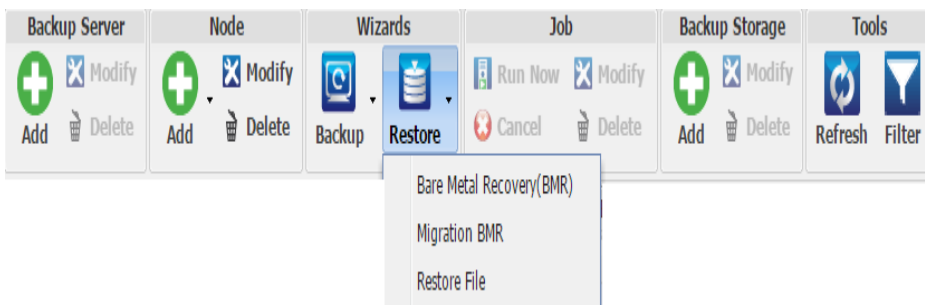 Backup Server Node Wizards Job Backup Storage Tools
Modify Modify Run Now Modify Modify
Add Delete Add Delete Backup Restore Cancel Delete Add Delete Refresh Filter
Bare Metal Recovery(BMR)
Migration BMR
Restore File